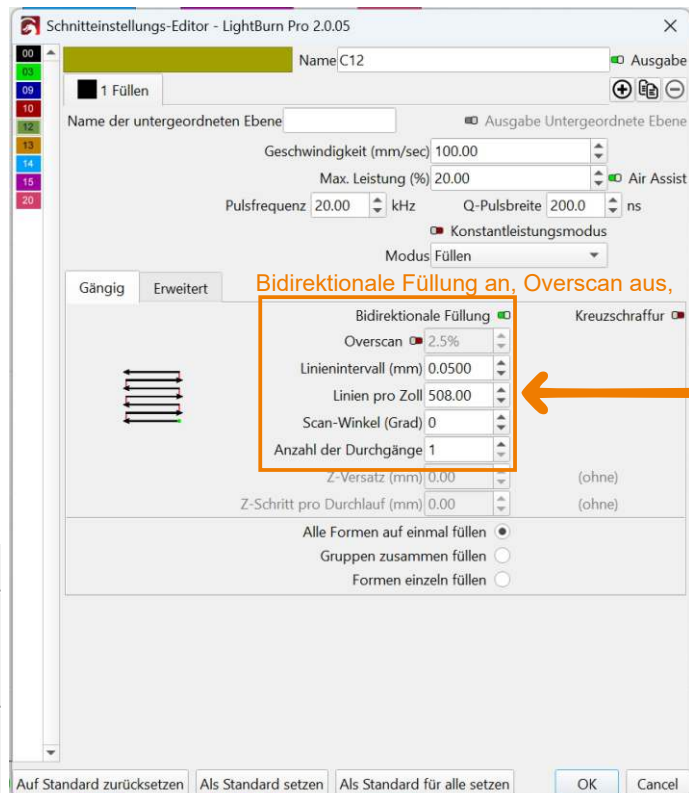 Schnitteinstellungs-Editor - LightBurn Pro 2.0.05
00
03
09
10
12
13
14
15
20
Name C12 Ausgabe
1 Füllen
Name der untergeordneten Ebene Ausgabe Untergeordnete Ebene
Geschwindigkeit (mm/sec) 100.00
Max. Leistung (%) 20.00 Air Assist
Pulsfrequenz 20.00 kHz Q-Pulsbreite 200.0 ns
Konstantleistungsmodus
Modus Füllen
Gängig Erweitert
Bidirektionale Füllung an, Overscan aus,
Bidirektionale Füllung Kreuzschraffur
Overscan 2.5%
Linienintervall (mm) 0.0500
Linien pro Zoll 508.00
Scan-Winkel (Grad) 0
Anzahl der Durchgänge 1
Z-Versatz (mm) 0.00 (ohne)
Z-Schritt pro Durchlauf (mm) 0.00 (ohne)
Alle Formen auf einmal füllen
Gruppen zusammen füllen
Formen einzeln füllen
Auf Standard zurücksetzen Als Standard setzen Als Standard für alle setzen OK Cancel